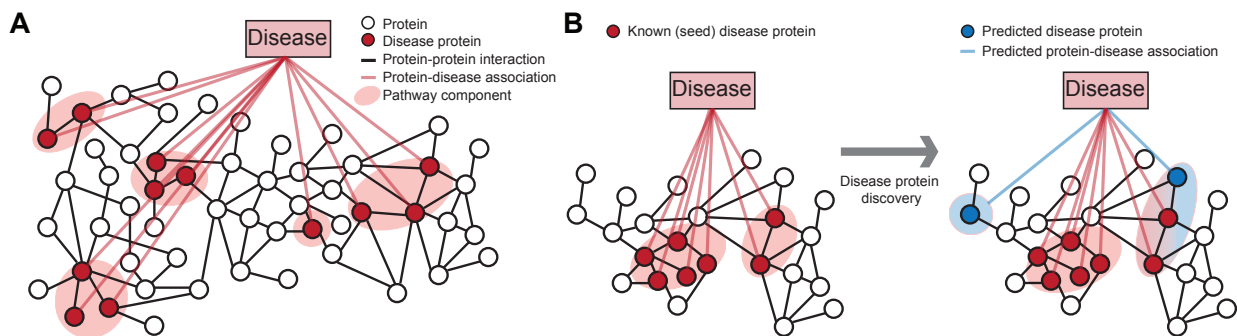 A
Disease
Protein
Disease protein
Protein-protein interaction
Protein-disease association
Pathway component
B
Known (seed) disease protein
Disease
Disease protein
discovery
Predicted disease protein
Predicted protein-disease association
Disease